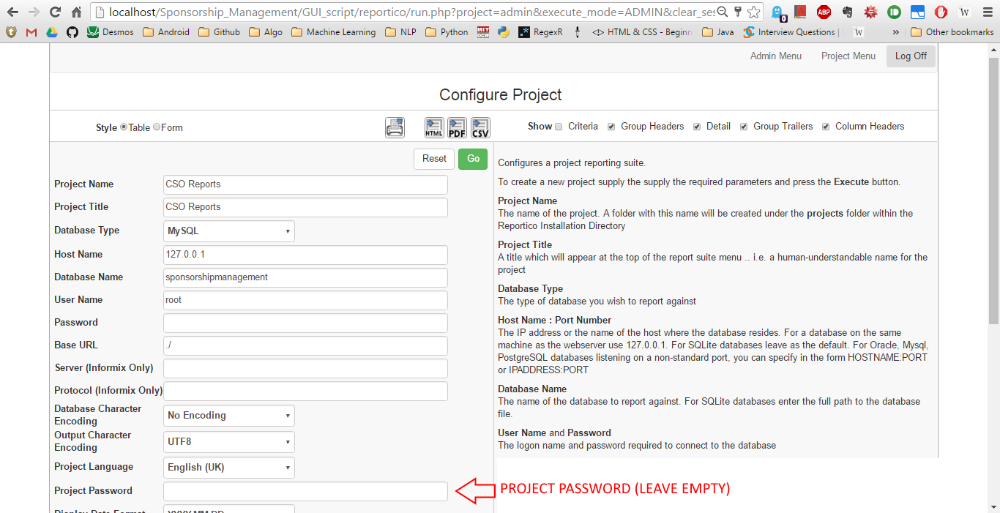 localhost/Sponsorship_Management/GUI_script/reportico/run.php?project=admin&execute_mode=ADMIN&clear_ses
ABP
W
0
Desmos
Android
Github
Algo
Machine Learning
NLP
Python
MIT
OCW
.*
RegexR
<> HTML & CSS - Beginn
Java
Interview Questions |
W
»
Other bookmarks
Admin Menu
Project Menu
Log Off
Configure Project
Style Table Form
HTML PDF CSV
Show Criteria Group Headers Detail Group Trailers Column Headers
Reset
Go
Project Name CSO Reports
Project Title CSO Reports
Database Type MySQL
Host Name 127.0.0.1
Database Name sponsorshipmanagement
User Name root
Password
Base URL ./
Server (Informix Only)
Protocol (Informix Only)
Database Character
Encoding
No Encoding
Output Character
Encoding
UTF8
Project Language English (UK)
Project Password
Display Date Format
Configures a project reporting suite.
To create a new project supply the supply the required parameters and press the Execute button.
Project Name
The name of the project. A folder with this name will be created under the projects folder within the
Reportico Installation Directory
Project Title
A title which will appear at the top of the report suite menu .. i.e. a human-understandable name for the
project
Database Type
The type of database you wish to report against
Host Name : Port Number
The IP address or the name of the host where the database resides. For a database on the same
machine as the webserver use 127.0.0.1. For SQLite databases leave as the default. For Oracle, Mysql,
PostgreSQL databases listening on a non-standard port, you can specify in the form HOSTNAME:PORT
or IPADDRESS:PORT
Database Name
The name of the database to report against. For SQLite databases enter the full path to the database
file.
User Name and Password
The logon name and password required to connect to the database
PROJECT PASSWORD (LEAVE EMPTY)